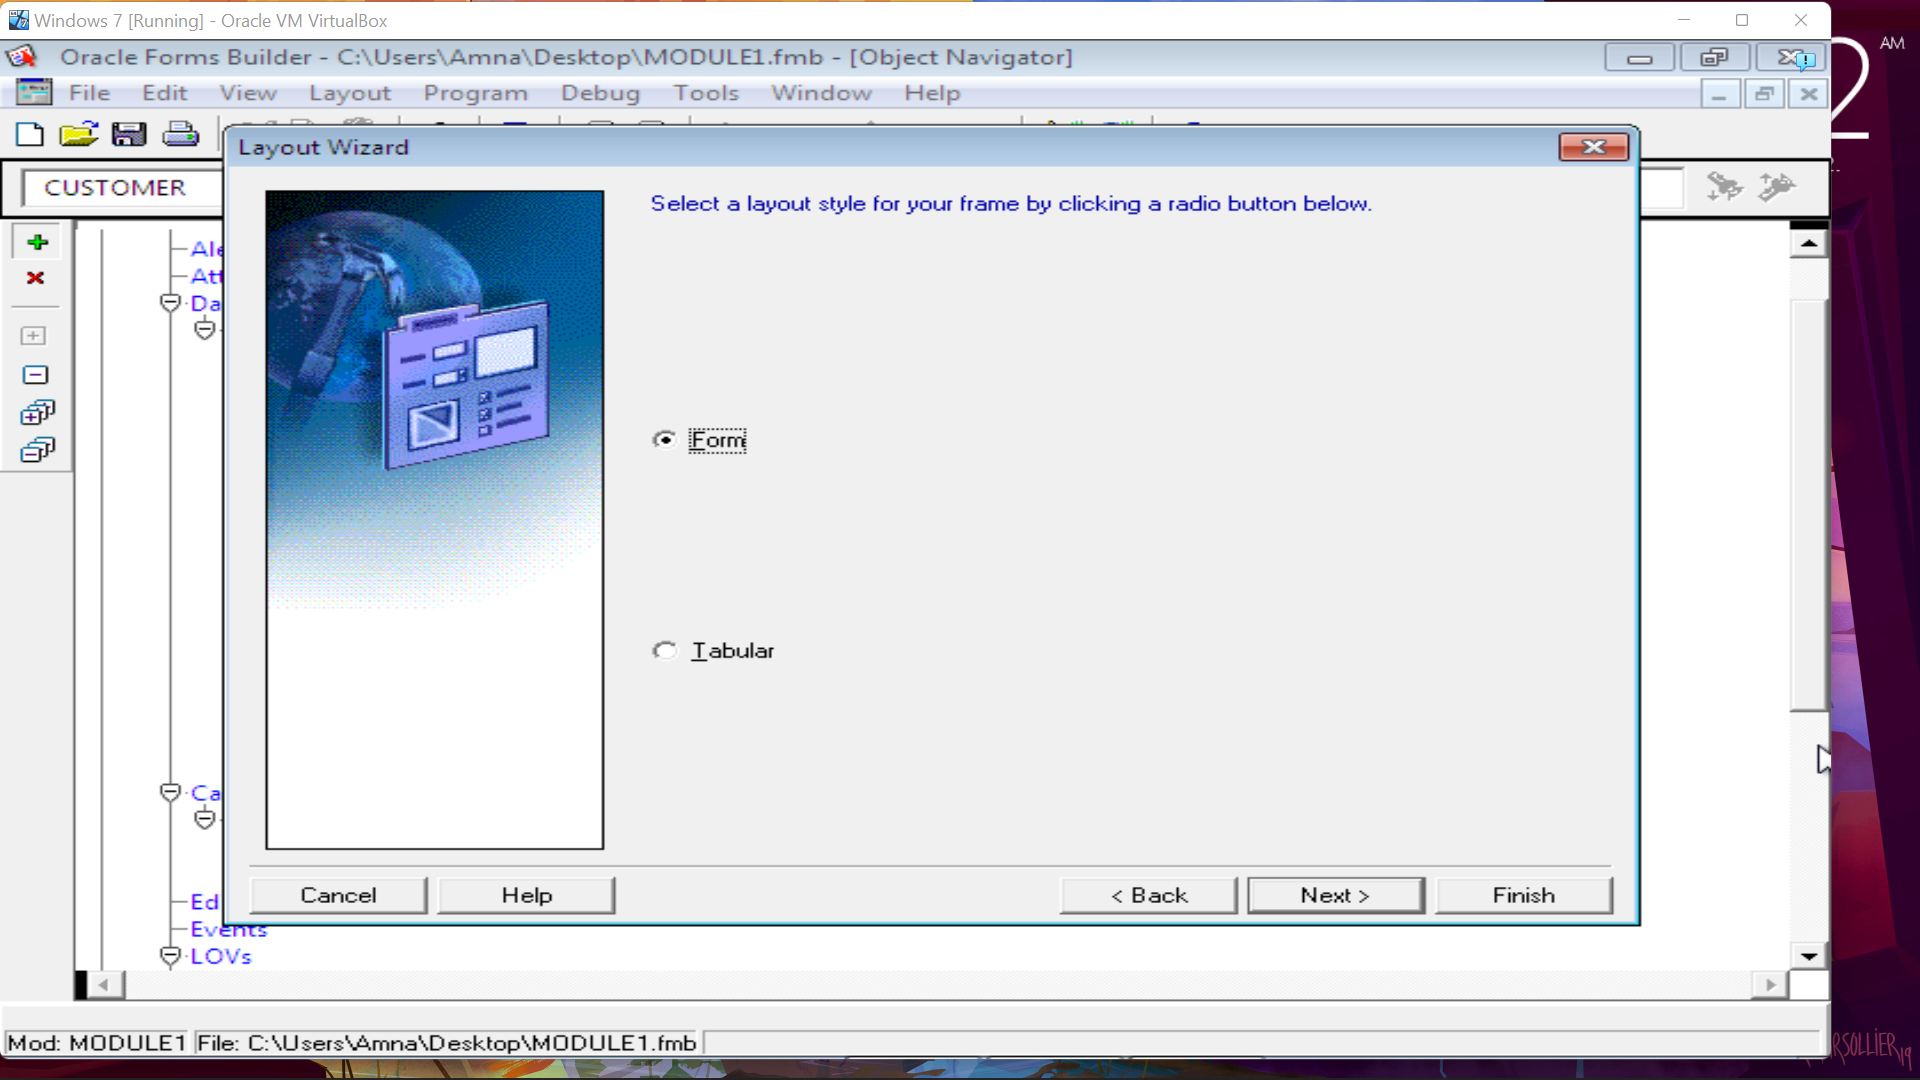 Windows 7 [Running] - Oracle VM VirtualBox
AM
Oracle Forms Builder - C:\Users\Amna\Desktop\MODULE1.fmb - [Object Navigator]
File Edit View Layout Program Debug Tools Window Help
2
Layout Wizard
CUSTOMER
Select a layout style for your frame by clicking a radio button below.
Ale
Att
Da
Form
Tabular
Ca
Cancel Help < Back Next > Finish
Ed
Events
LOVs
Mod: MODULE1 File: C:\Users\Amna\Desktop\MODULE1.fmb
RSOLLIER19